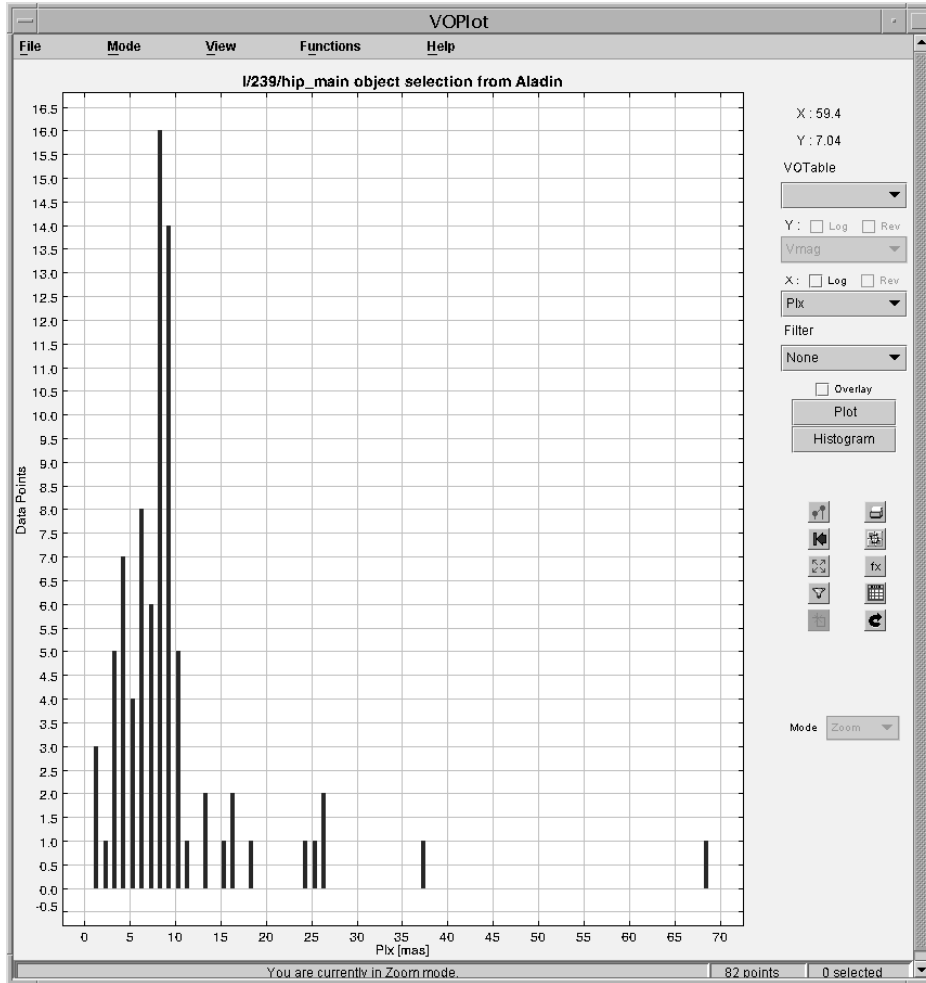 VOPlot
File Mode View Functions Help
I/239/hip_main object selection from Aladin
16.5
16.0
15.5
15.0
14.5
14.0
13.5
13.0
12.5
12.0
11.5
11.0
10.5
10.0
9.5
9.0
8.5
8.0
7.5
7.0
6.5
6.0
5.5
5.0
4.5
4.0
3.5
3.0
2.5
2.0
1.5
1.0
0.5
0.0
-0.5
Data Points
0 5 10 15 20 25 30 35 40 45 50 55 60 65 70
Plx [mas]
X : 59.4
Y : 7.04
VOTable
Y : Log Rev
Vmag
X : Log Rev
Plx
Filter
None
Overlay
Plot
Histogram
fx
Mode Zoom
You are currently in Zoom mode. 82 points 0 selected